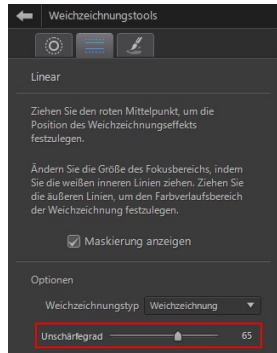 Weichzeichnungstools
Linear
Ziehen Sie den roten Mittelpunkt, um die
Position des Weichzeichnungseffekts
festzulegen.
Ändern Sie die Größe des Fokusbereichs, indem
Sie die weißen inneren Linien ziehen. Ziehen Sie
die äußeren Linien, um den Farbverlaufsbereich
der Weichzeichnung festzulegen.
Maskierung anzeigen
Optionen
Weichzeichnungstyp Weichzeichnung
Unschärfegrad 65